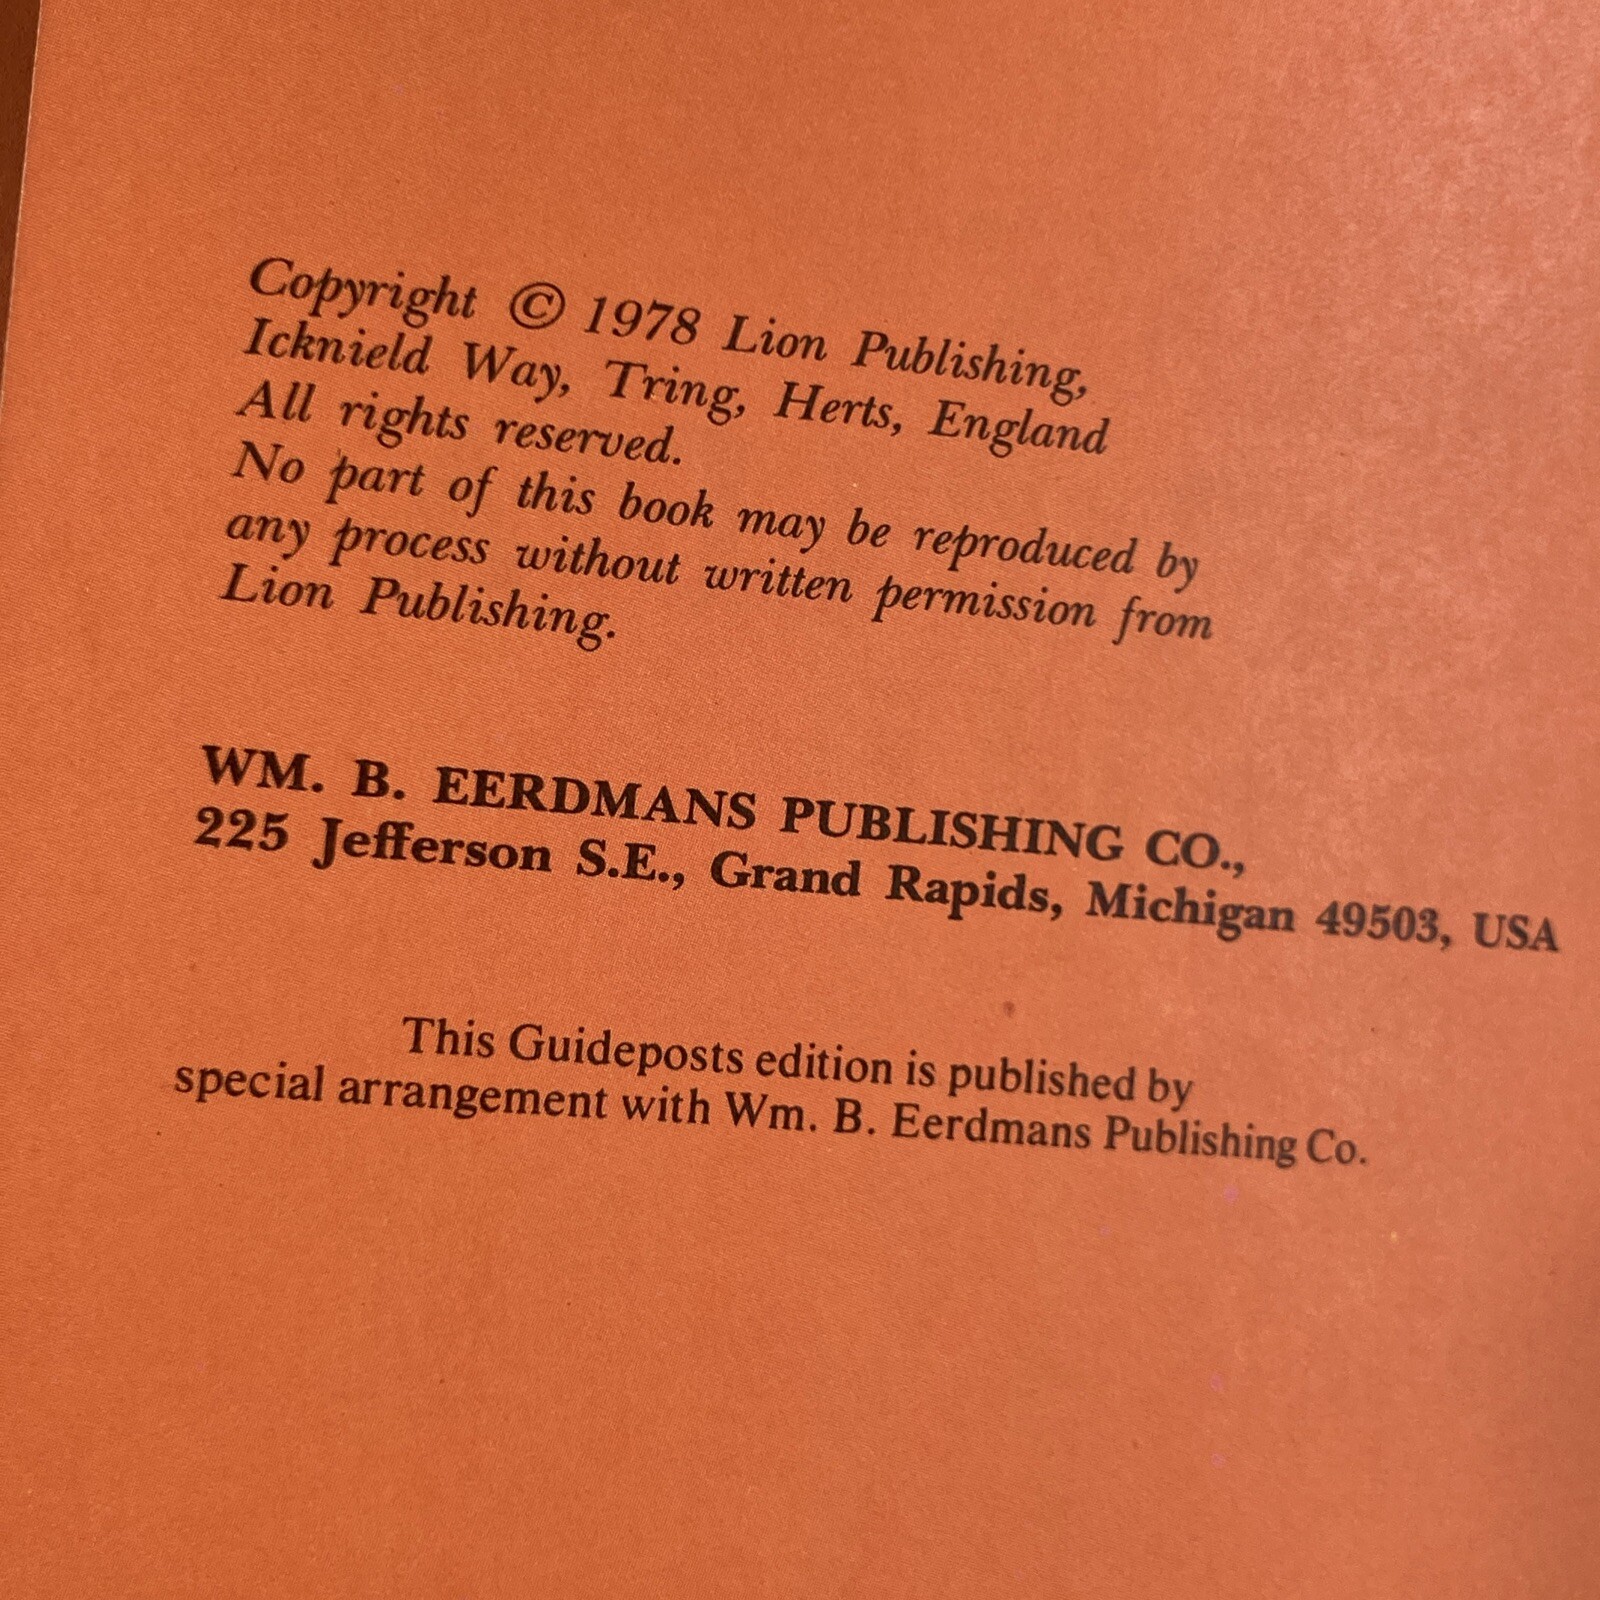 Copyright © 1978 Lion Publishing,
Icknield Way, Tring, Herts, England
All rights reserved.
No part of this book may be reproduced by
any process without written permission from
Lion Publishing.
WM. B. EERDMANS PUBLISHING CO.,
225 Jefferson S.E., Grand Rapids, Michigan 49503, USA
This Guideposts edition is published by
special arrangement with Wm. B. Eerdmans Publishing Co.